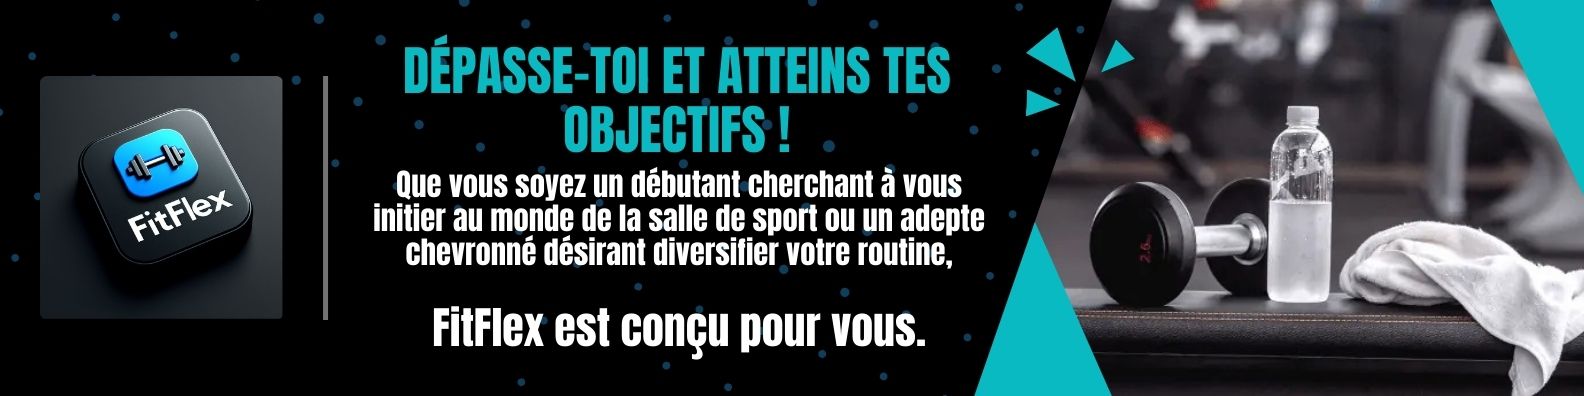 FitFlex
DÉPASSE-TOI ET ATTEINS TES
OBJECTIFS !
Que vous soyez un débutant cherchant à vous
initier au monde de la salle de sport ou un adepte
chevronné désirant diversifier votre routine,
FitFlex est conçu pour vous.
2.6